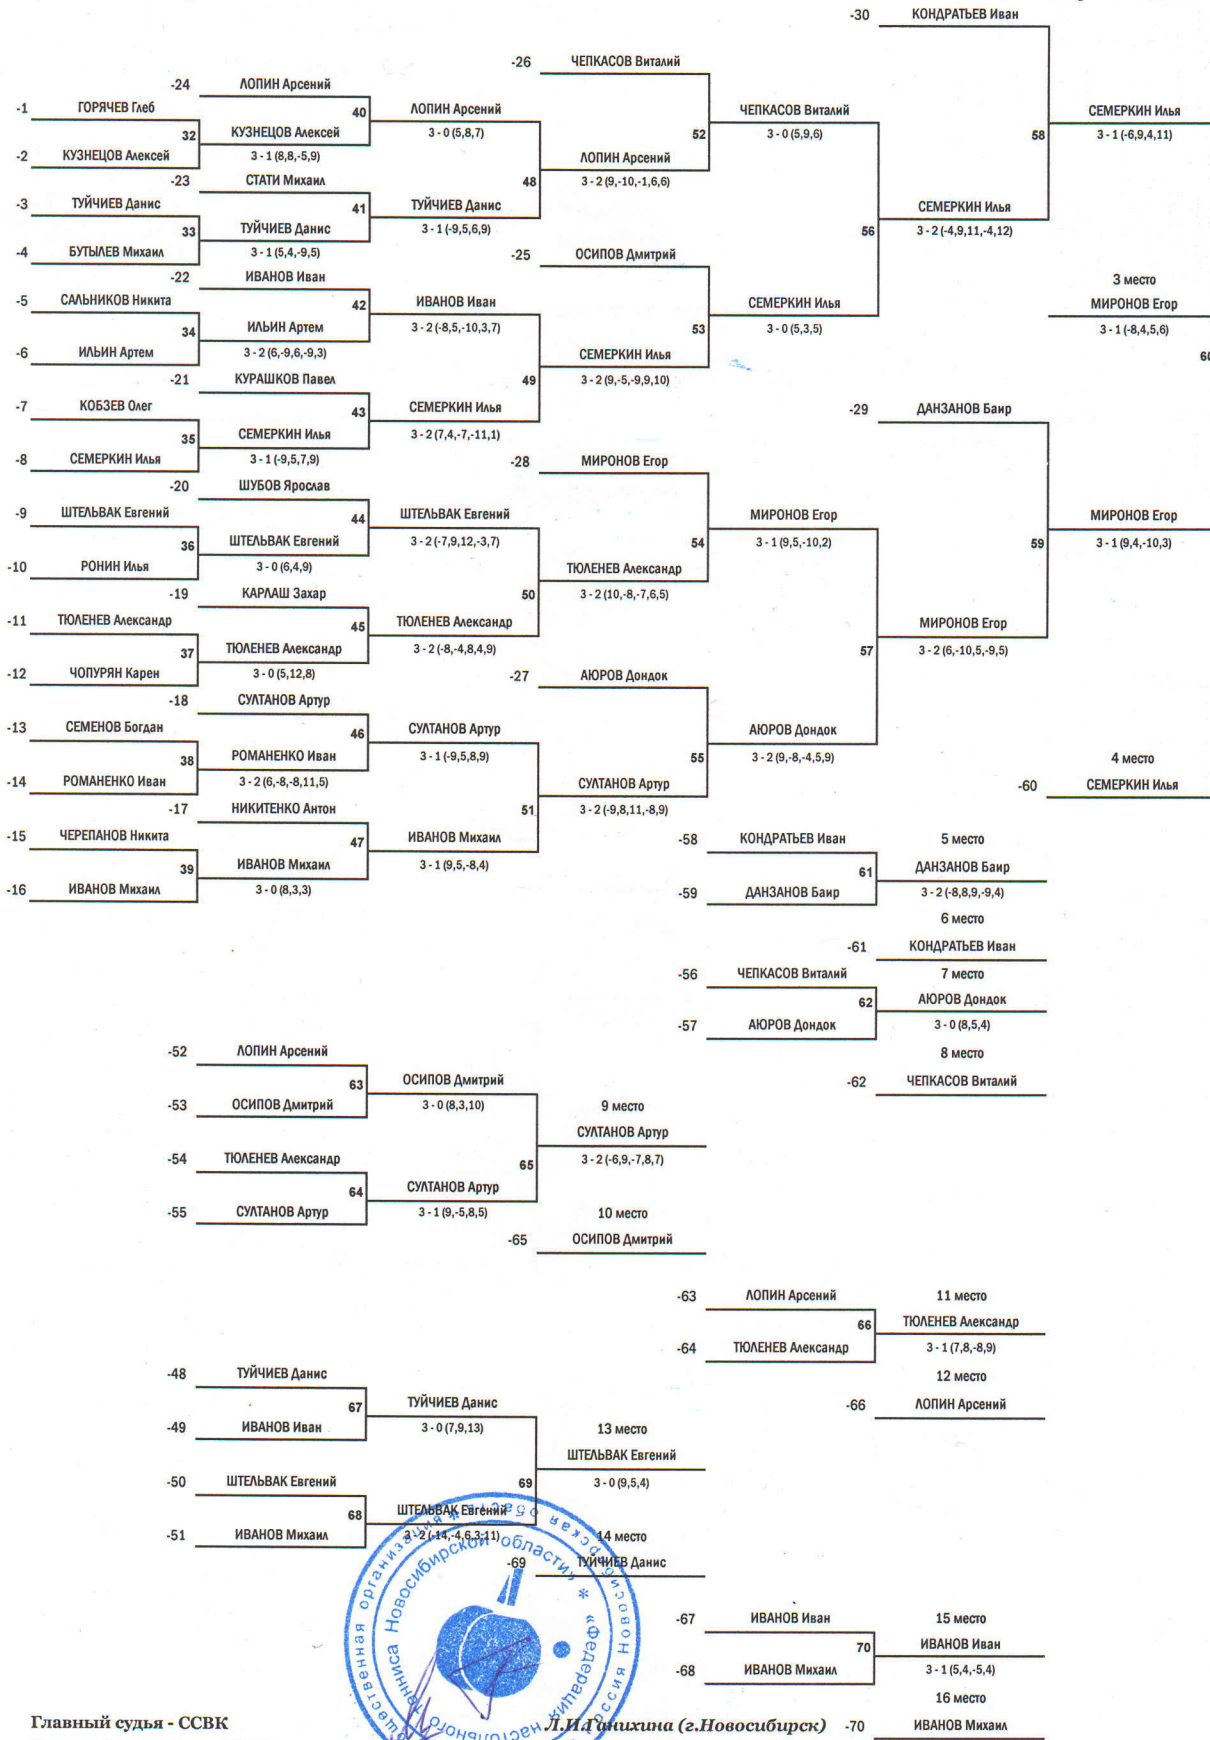 -30 КОНДРАТЬЕВ Иван
-26 ЧЕПКАСОВ Виталий
-24 ЛОПИН Арсений
-1 ГОРЯЧЕВ Глеб
40 ЛОПИН Арсений
3 - 0 (5,8,7)
ЧЕПКАСОВ Виталий
3 - 0 (5,9,6)
СЕМЕРКИН Илья
3 - 1 (-6,9,4,11)
32 КУЗНЕЦОВ Алексей
3 - 1 (8,8,-5,9)
52
58
-2 КУЗНЕЦОВ Алексей
ЛОПИН Арсений
3 - 2 (9,-10,-1,6,6)
-23 СТАТИ Михаил
48
-3 ТУЙЧИЕВ Данис
41 ТУЙЧИЕВ Данис
3 - 1 (-9,5,6,9)
СЕМЕРКИН Илья
3 - 2 (-4,9,11,-4,12)
33 ТУЙЧИЕВ Данис
3 - 1 (5,4,-9,5)
56
-4 БУТЫЛЕВ Михаил
-25 ОСИПОВ Дмитрий
-22 ИВАНОВ Иван
3 место
-5 САЛЬНИКОВ Никита
42 ИВАНОВ Иван
3 - 2 (-8,5,-10,3,7)
СЕМЕРКИН Илья
3 - 0 (5,3,5)
МИРОНОВ Егор
3 - 1 (-8,4,5,6)
34 ИЛЬИН Артем
3 - 2 (6,-9,6,-9,3)
53
-6 ИЛЬИН Артем
СЕМЕРКИН Илья
3 - 2 (9,-5,-9,9,10)
60
-21 КУРАШКОВ Павел
49
-7 КОБЗЕВ Олег
43 СЕМЕРКИН Илья
3 - 2 (7,4,-7,-11,1)
-29 ДАНЗАНОВ Баир
35 СЕМЕРКИН Илья
3 - 1 (-9,5,7,9)
-8 СЕМЕРКИН Илья
-28 МИРОНОВ Егор
-20 ШУБОВ Ярослав
-9 ШТЕЛЬВАК Евгений
44 ШТЕЛЬВАК Евгений
3 - 2 (-7,9,12,-3,7)
МИРОНОВ Егор
3 - 1 (9,5,-10,2)
МИРОНОВ Егор
3 - 1 (9,4,-10,3)
36 ШТЕЛЬВАК Евгений
3 - 0 (6,4,9)
54
59
-10 РОНИН Илья
ТЮЛЕНЕВ Александр
3 - 2 (10,-8,-7,6,5)
-19 КАРЛАШ Захар
50
-11 ТЮЛЕНЕВ Александр
45 ТЮЛЕНЕВ Александр
3 - 2 (-8,-4,8,4,9)
МИРОНОВ Егор
3 - 2 (6,-10,5,-9,5)
37 ТЮЛЕНЕВ Александр
3 - 0 (5,12,8)
57
-12 ЧОПУРЯН Карен
-27 АЮРОВ Дондок
-18 СУЛТАНОВ Артур
-13 СЕМЕНОВ Богдан
46 СУЛТАНОВ Артур
3 - 1 (-9,5,8,9)
АЮРОВ Дондок
3 - 2 (9,-8,-4,5,9)
38 РОМАНЕНКО Иван
3 - 2 (6,-8,-8,11,5)
55
4 место
-14 РОМАНЕНКО Иван
СУЛТАНОВ Артур
3 - 2 (-9,8,11,-8,9)
-60 СЕМЕРКИН Илья
-17 НИКИТЕНКО Антон
51
-15 ЧЕРЕПАНОВ Никита
47 ИВАНОВ Михаил
3 - 1 (9,5,-8,4)
-58 КОНДРАТЬЕВ Иван
5 место
39 ИВАНОВ Михаил
3 - 0 (8,3,3)
61 ДАНЗАНОВ Баир
3 - 2 (-8,8,9,-9,4)
-16 ИВАНОВ Михаил
-59 ДАНЗАНОВ Баир
6 место
-61 КОНДРАТЬЕВ Иван
-56 ЧЕПКАСОВ Виталий
7 место
62 АЮРОВ Дондок
3 - 0 (8,5,4)
-57 АЮРОВ Дондок
8 место
-52 ЛОПИН Арсений
-62 ЧЕПКАСОВ Виталий
63 ОСИПОВ Дмитрий
3 - 0 (8,3,10)
-53 ОСИПОВ Дмитрий
9 место
СУЛТАНОВ Артур
3 - 2 (-6,9,-7,8,7)
-54 ТЮЛЕНЕВ Александр
65
64 СУЛТАНОВ Артур
3 - 1 (9,-5,8,5)
-55 СУЛТАНОВ Артур
10 место
-65 ОСИПОВ Дмитрий
-63 ЛОПИН Арсений
11 место
66 ТЮЛЕНЕВ Александр
3 - 1 (7,8,-8,9)
-64 ТЮЛЕНЕВ Александр
12 место
-48 ТУЙЧИЕВ Данис
-66 ЛОПИН Арсений
67 ТУЙЧИЕВ Данис
3 - 0 (7,9,13)
-49 ИВАНОВ Иван
13 место
ШТЕЛЬВАК Евгений
3 - 0 (9,5,4)
-50 ШТЕЛЬВАК Евгений
69
68 ШТЕЛЬВАК Евгений
3 - 2 (-14,-4,6,3,11)
-51 ИВАНОВ Михаил
14 место
-69 ТУЙЧИЕВ Данис
-67 ИВАНОВ Иван
15 место
70 ИВАНОВ Иван
3 - 1 (5,4,-5,4)
-68 ИВАНОВ Михаил
16 место
-70 ИВАНОВ Михаил
Главный судья - ССВК
Л.И.Ганихина (г.Новосибирск)
Россия Новосибирская область
организация
«Федерация настольного тенниса Новосибирской области»